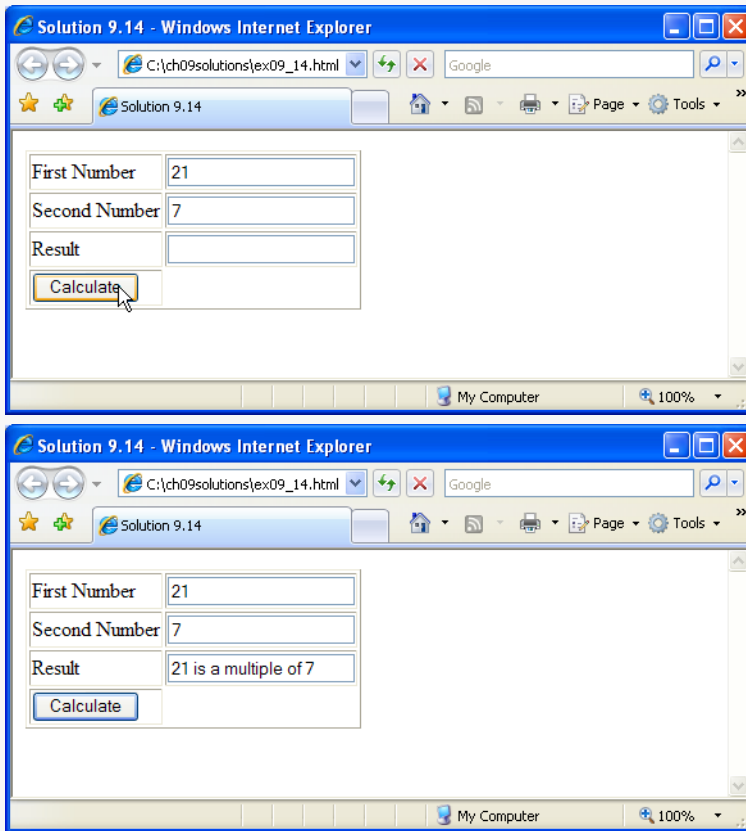 Solution 9.14 - Windows Internet Explorer
C:\ch09solutions\ex09_14.html Google
Solution 9.14 Page Tools »
First Number 21
Second Number 7
Result
Calculate
My Computer 100%
Solution 9.14 - Windows Internet Explorer
C:\ch09solutions\ex09_14.html Google
Solution 9.14 Page Tools »
First Number 21
Second Number 7
Result 21 is a multiple of 7
Calculate
My Computer 100%